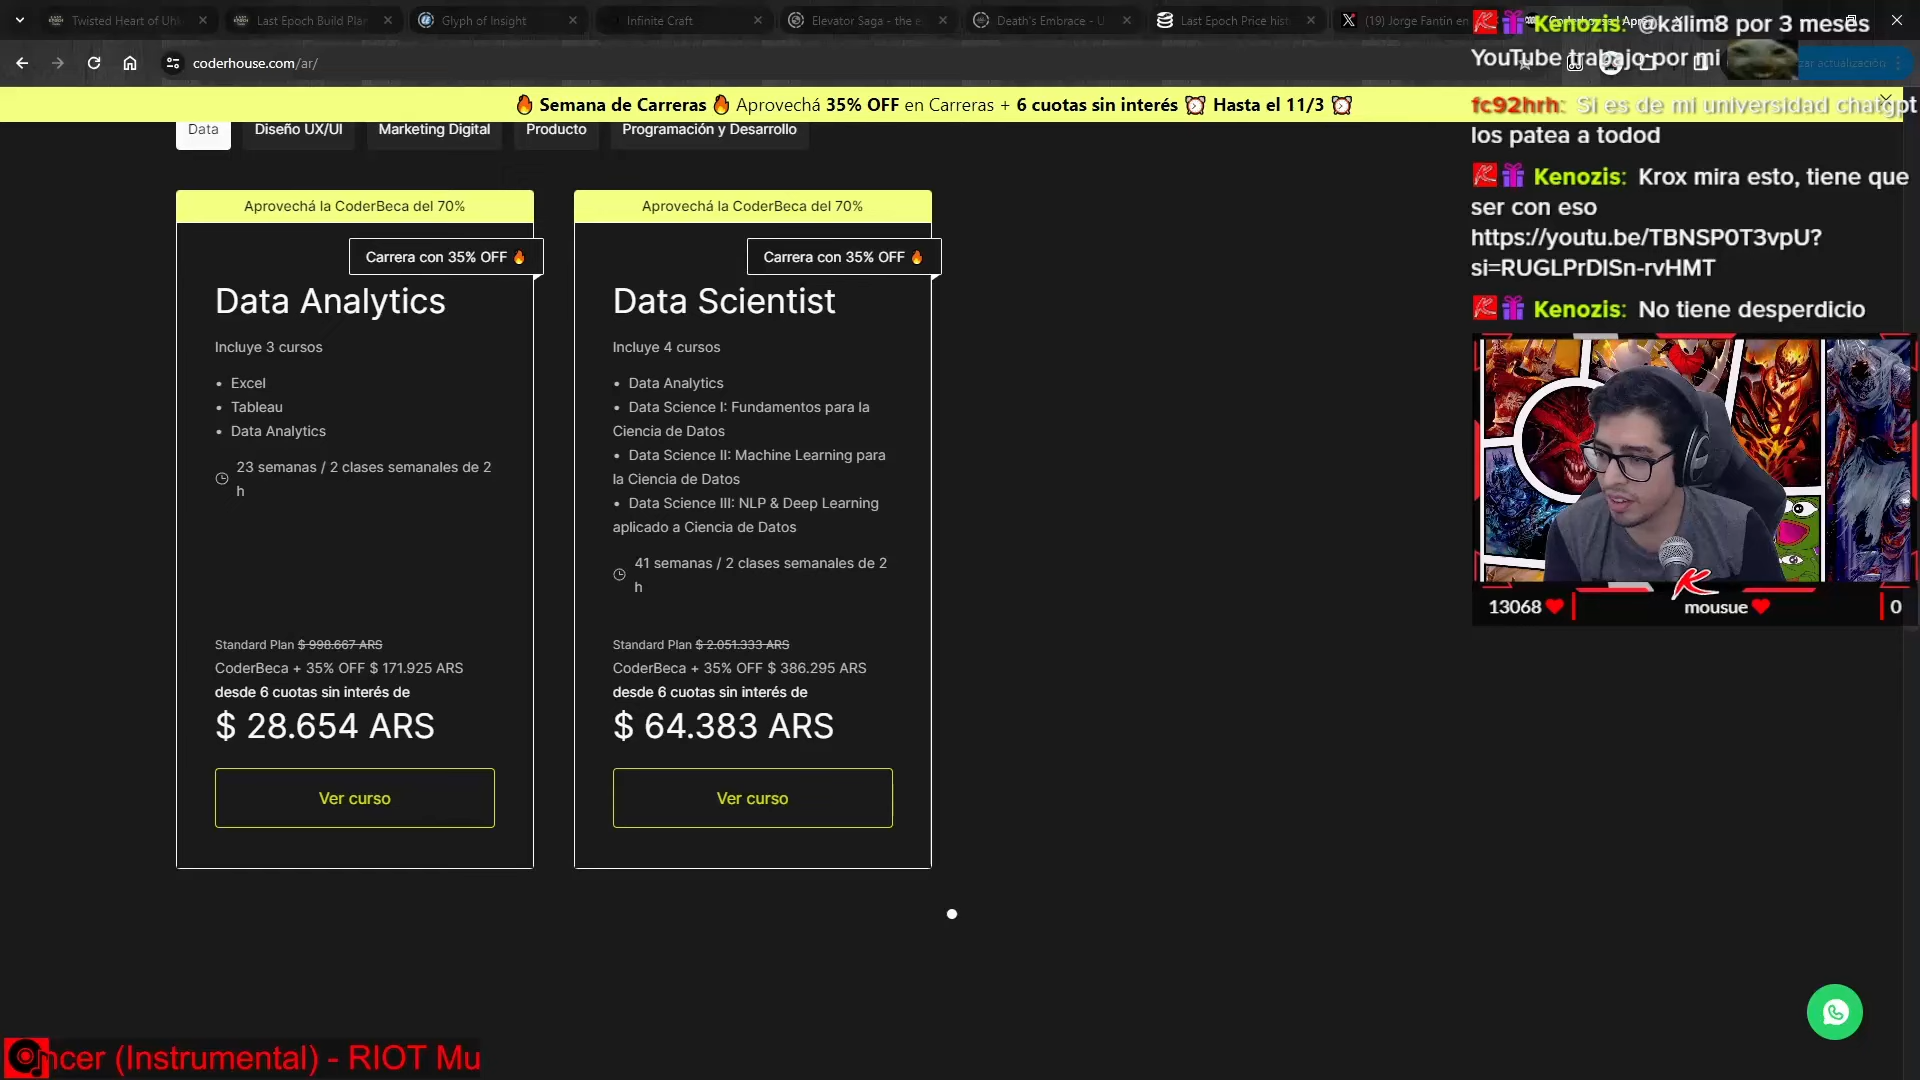 Twisted Heart of Uhk
Last Epoch Build Plan
Glyph of Insight
Infinite Craft
Elevator Saga - the e
Death's Embrace - U
Last Epoch Price hist
(19) Jorge Fantin en
coderhouse.com/ar/
🔥 Semana de Carreras 🔥 Aprovechá 35% OFF en Carreras + 6 cuotas sin interés ⏰ Hasta el 11/3 ⏰
Data
Diseño UX/UI
Marketing Digital
Producto
Programación y Desarrollo
Aprovechá la CoderBeca del 70%
Carrera con 35% OFF 🔥
Data Analytics
Incluye 3 cursos
• Excel
• Tableau
• Data Analytics
23 semanas / 2 clases semanales de 2
h
Standard Plan $ 998.667 ARS
CoderBeca + 35% OFF $ 171.925 ARS
desde 6 cuotas sin interés de
$ 28.654 ARS
Ver curso
Aprovechá la CoderBeca del 70%
Carrera con 35% OFF 🔥
Data Scientist
Incluye 4 cursos
• Data Analytics
• Data Science I: Fundamentos para la
Ciencia de Datos
• Data Science II: Machine Learning para
la Ciencia de Datos
• Data Science III: NLP & Deep Learning
aplicado a Ciencia de Datos
41 semanas / 2 clases semanales de 2
h
Standard Plan $ 2.051.333 ARS
CoderBeca + 35% OFF $ 386.295 ARS
desde 6 cuotas sin interés de
$ 64.383 ARS
Ver curso
Kenozis: @kalim8 por 3 meses
YouTube trabajo por mi
zar actualización.
fc92hrh: Si es de mi universidad chatgpt
los patea a todod
Kenozis: Krox mira esto, tiene que
ser con eso
https://youtu.be/TBNSP0T3vpU?
si=RUGLPrDISn-rvHMT
Kenozis: No tiene desperdicio
13068
mousue
0
ncer (Instrumental) - RIOT Mu